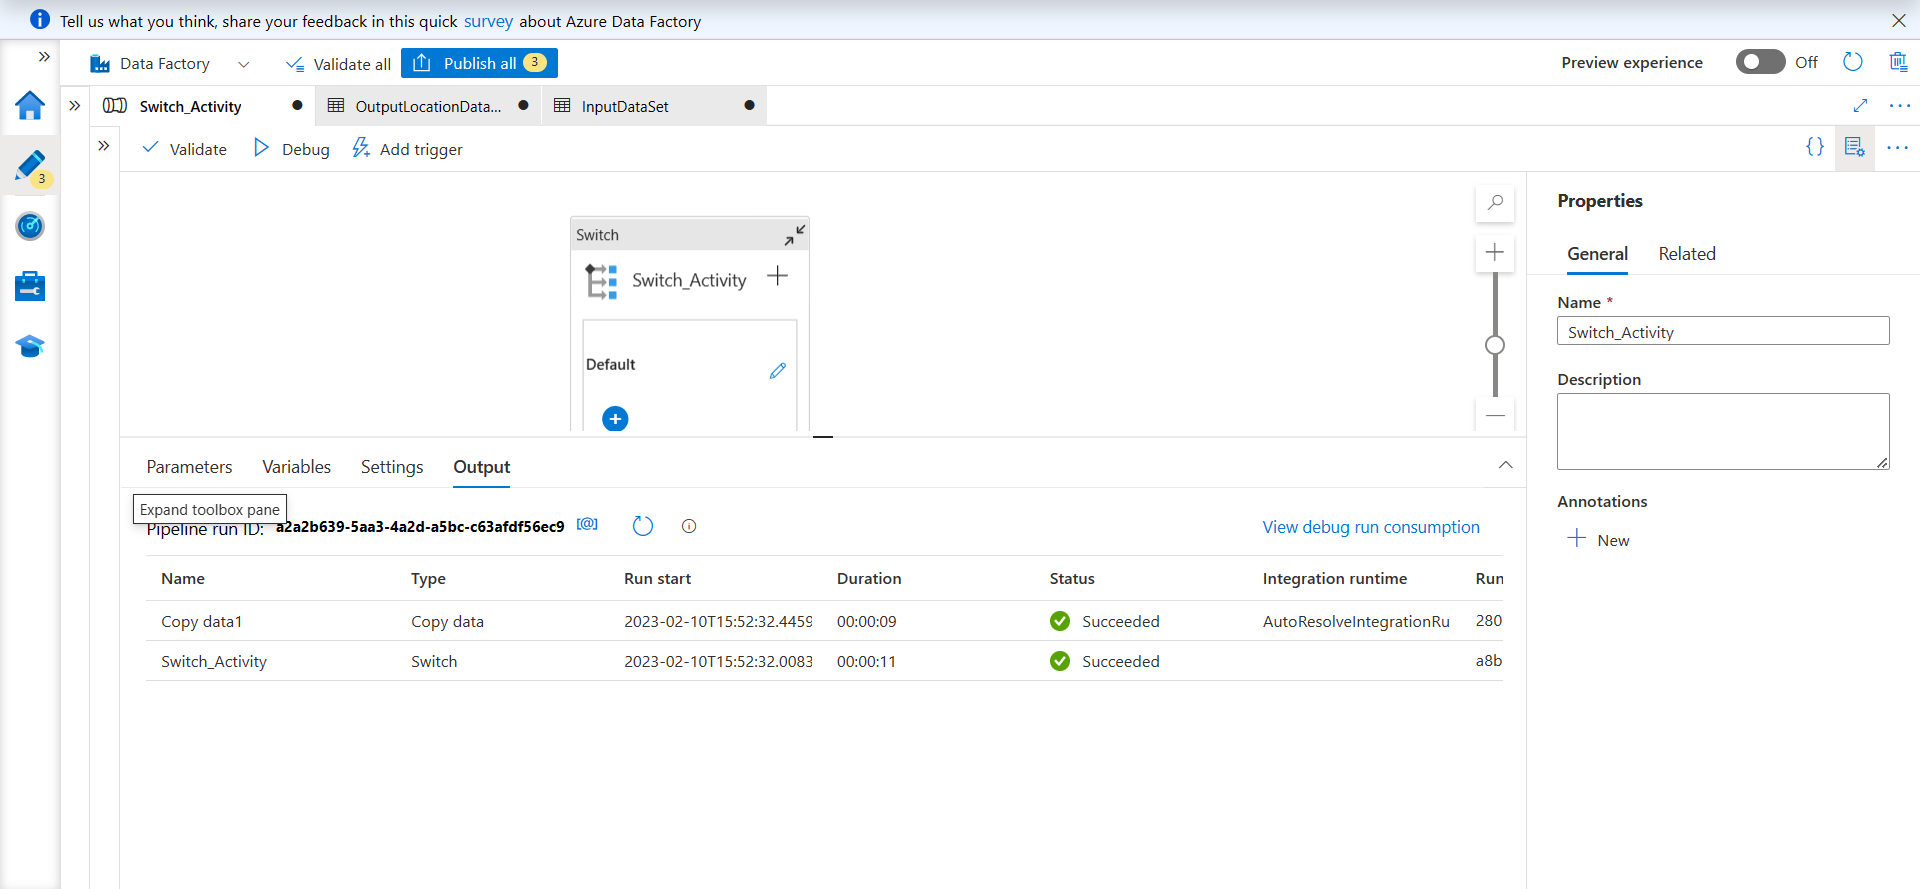 Tell us what you think, share your feedback in this quick survey about Azure Data Factory
Data Factory
Validate all
Publish all 3
Preview experience
Off
Switch_Activity
OutputLocationData...
InputDataSet
3
Validate
Debug
Add trigger
Switch
Switch_Activity
Default
Properties
General
Related
Name *
Switch_Activity
Description
Annotations
New
Parameters
Variables
Settings
Output
Expand toolbox pane
Pipeline run ID: a2a2b639-5aa3-4a2d-a5bc-c63afdf56ec9
View debug run consumption
Name Type Run start Duration Status Integration runtime Run
Copy data1 Copy data 2023-02-10T15:52:32.4459 00:00:09 Succeeded AutoResolveIntegrationRu 280
Switch_Activity Switch 2023-02-10T15:52:32.0083 00:00:11 Succeeded a8b